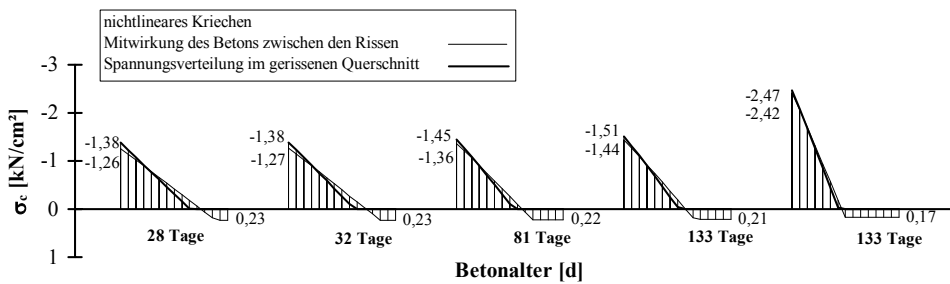 nichtlineares Kriechen
Mitwirkung des Betons zwischen den Rissen
Spannungsverteilung im gerissenen Querschnitt
σc [kN/cm²]
-3
-2
-1
0
1
-1,38
-1,26
0,23
28 Tage
-1,38
-1,27
0,23
32 Tage
-1,45
-1,36
0,22
81 Tage
-1,51
-1,44
0,21
133 Tage
-2,47
-2,42
0,17
133 Tage
Betonalter [d]